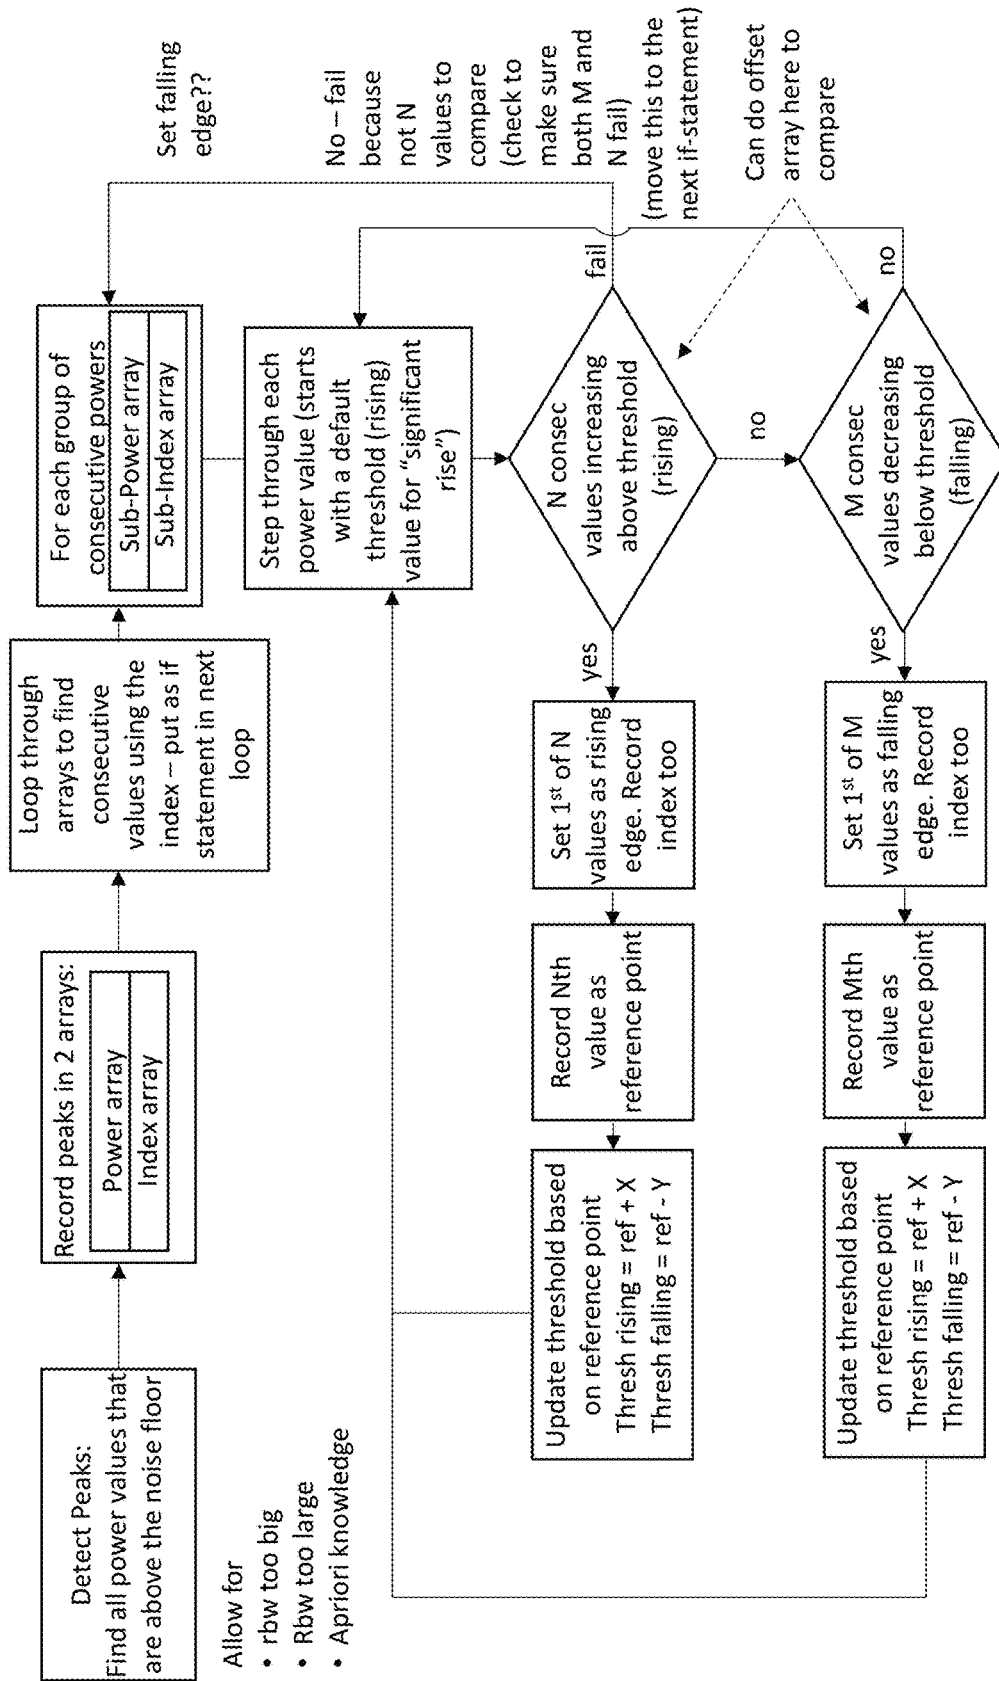 Detect Peaks:
Find all power values that
are above the noise floor
Allow for
• rbw too big
• Rbw too large
• Apriori knowledge
Record peaks in 2 arrays:
Power array
Index array
Loop through
arrays to find
consecutive
values using the
index – put as if
statement in next
loop
For each group of
consecutive powers
Sub-Power array
Sub-Index array
Set falling
edge??
Step through each
power value (starts
with a default
threshold (rising)
value for “significant
rise”)
No – fail
because
not N
values to
compare
(check to
make sure
both M and
N fail)
(move this to the
next if-statement)
N consec
values increasing
above threshold
(rising)
fail
yes
no
Can do offset
array here to
compare
Set 1st of N
values as rising
edge. Record
index too
Record Nth
value as
reference point
Update threshold based
on reference point
Thresh rising = ref + X
Thresh falling = ref - Y
M consec
values decreasing
below threshold
(falling)
no
yes
Set 1st of M
values as falling
edge. Record
index too
Record Mth
value as
reference point
Update threshold based
on reference point
Thresh rising = ref + X
Thresh falling = ref - Y